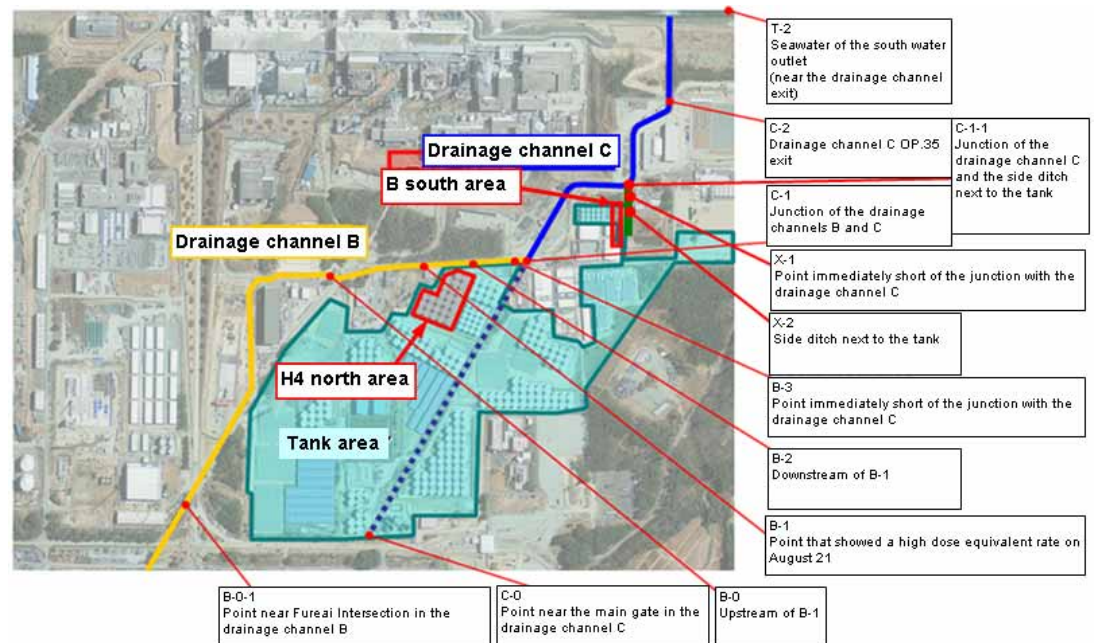 T-2
Seawater of the south water
outlet
(near the drainage channel
exit)
C-2
Drainage channel C OP.35
exit
C-1-1
Junction of the
drainage channel C
and the side ditch
next to the tank
C-1
Junction of the drainage
channels B and C
Drainage channel C
B south area
Drainage channel B
X-1
Point immediately short of the junction with the
drainage channel C
X-2
Side ditch next to the tank
H4 north area
Tank area
B-3
Point immediately short of the junction with the
drainage channel C
B-2
Downstream of B-1
B-1
Point that showed a high dose equivalent rate on
August 21
B-0-1
Point near Fureai Intersection in the
drainage channel B
C-0
Point near the main gate in the
drainage channel C
B-0
Upstream of B-1